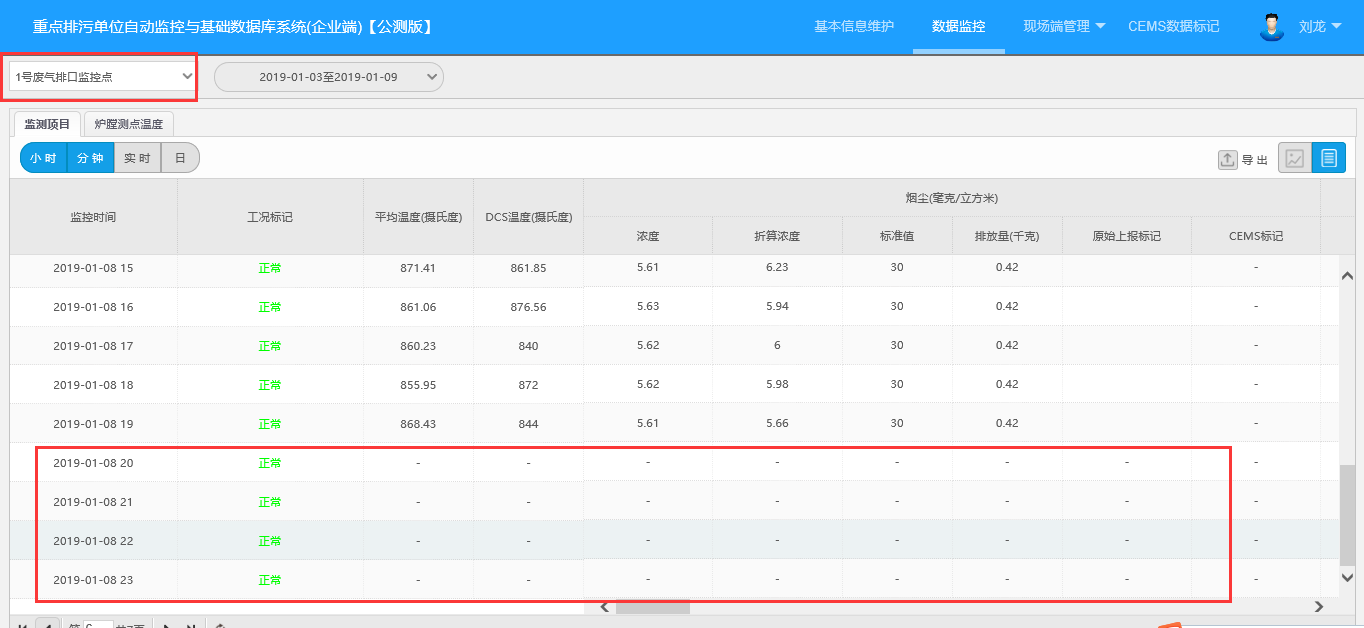 重点排污单位自动监控与基础数据库系统(企业端)【公测版】
基本信息维护 数据监控 现场端管理 CEMS数据标记 刘龙
1号废气排口监控点 2019-01-03至2019-01-09
监测项目 炉膛测点温度
小时 分钟 实时 日 导出
监控时间 工况标记 平均温度(摄氏度) DCS温度(摄氏度) 烟尘(毫克/立方米)
浓度 折算浓度 标准值 排放量(千克) 原始上报标记 CEMS标记
2019-01-08 15 正常 871.41 861.85 5.61 6.23 30 0.42 -
2019-01-08 16 正常 861.06 876.56 5.63 5.94 30 0.42 -
2019-01-08 17 正常 860.23 840 5.62 6 30 0.42 -
2019-01-08 18 正常 855.95 872 5.62 5.98 30 0.42 -
2019-01-08 19 正常 868.43 844 5.61 5.66 30 0.42 -
2019-01-08 20 正常 - - - - - - - -
2019-01-08 21 正常 - - - - - - - -
2019-01-08 22 正常 - - - - - - - -
2019-01-08 23 正常 - - - - - - - -